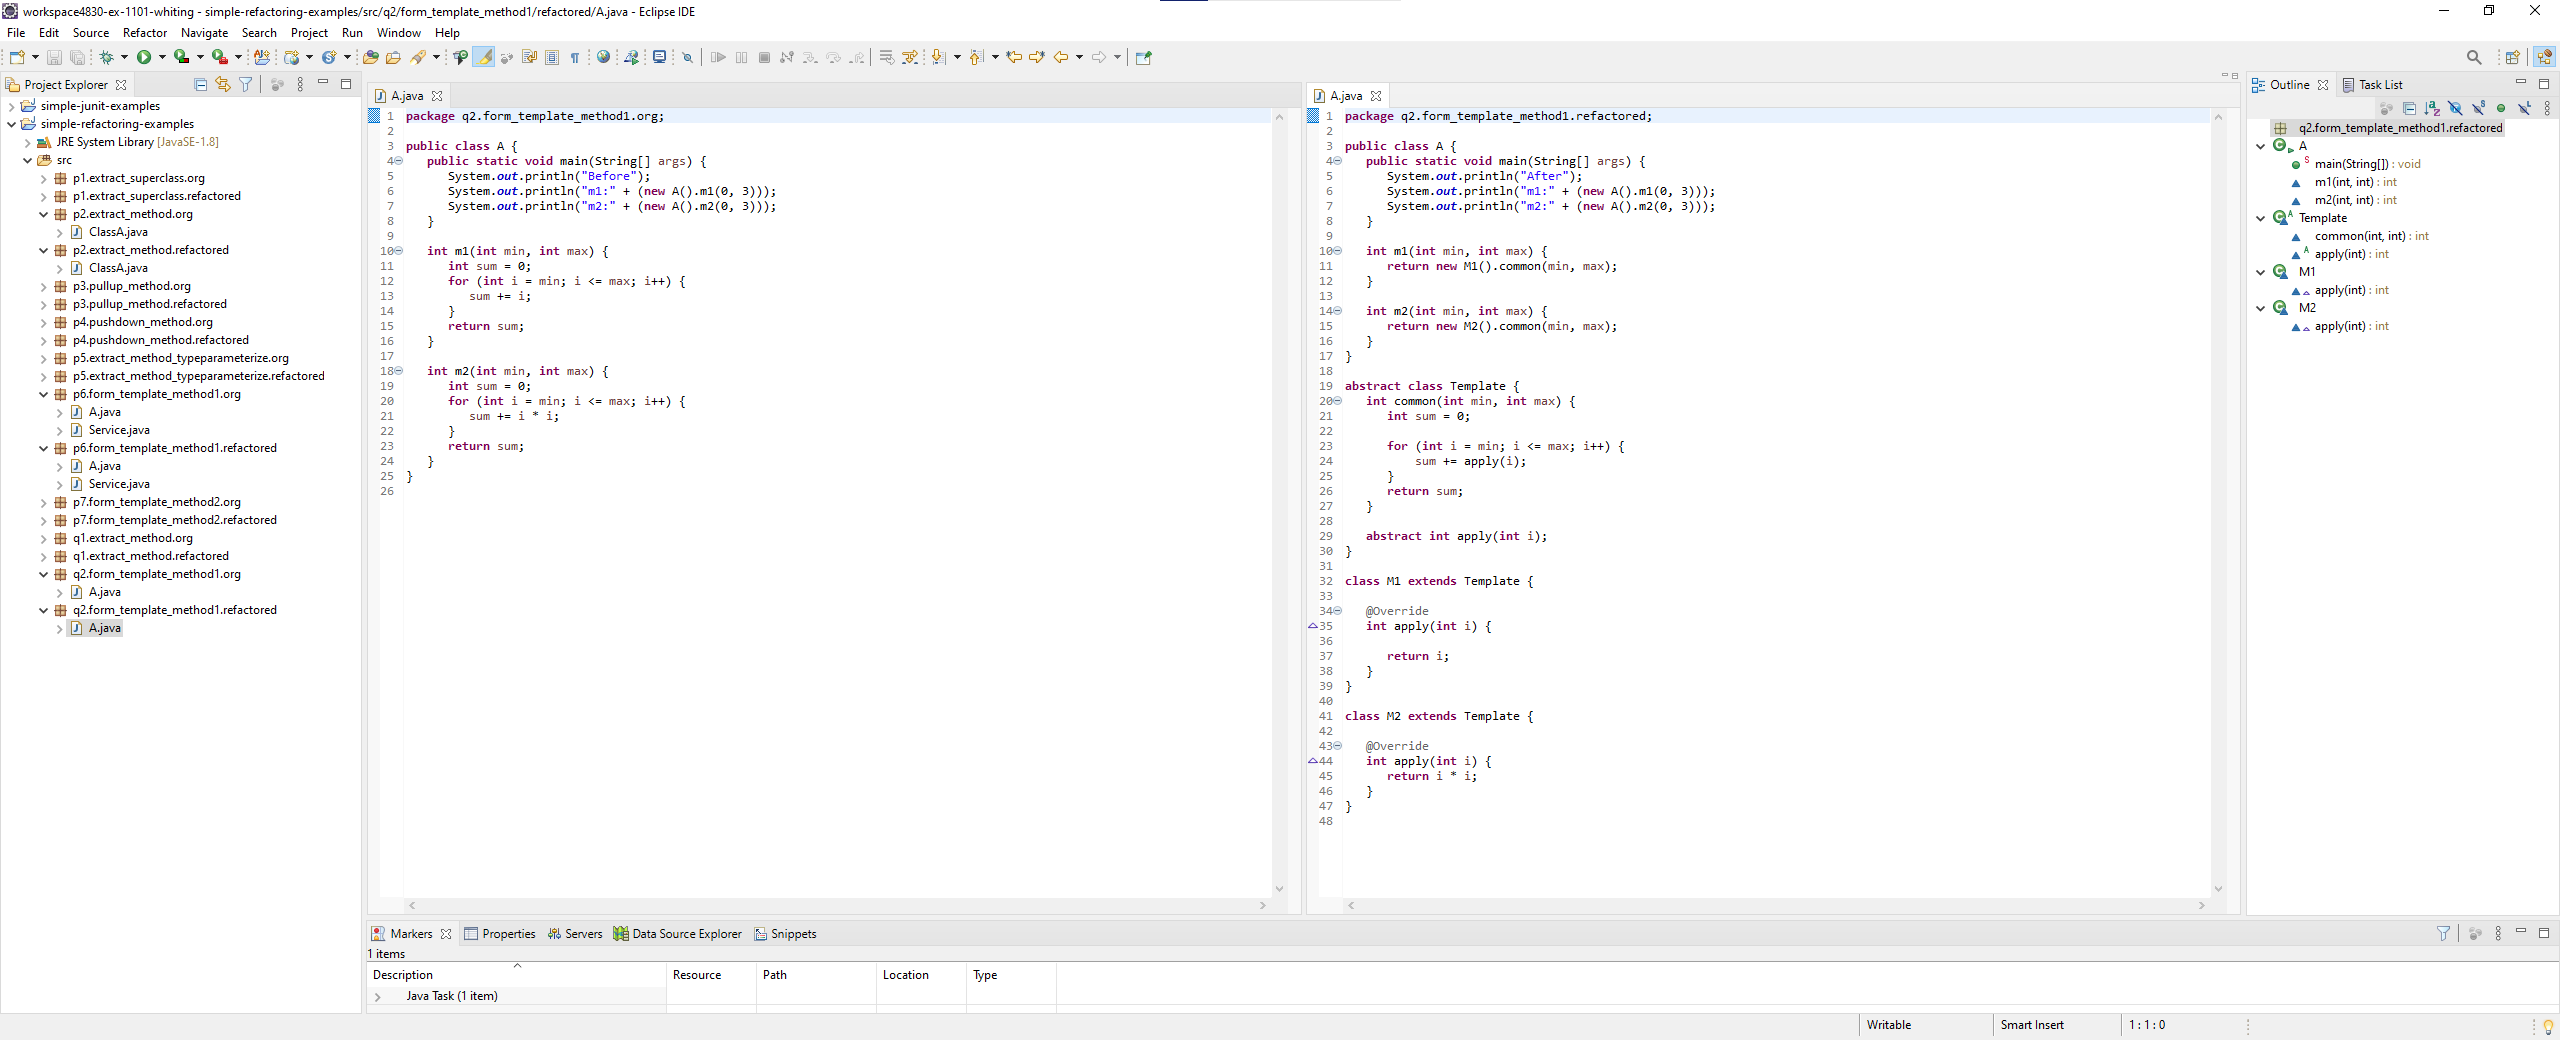 workspace4830-ex-1101-whiting - simple-refactoring-examples/src/q2/form_template_method1/refactored/A.java - Eclipse IDE
File Edit Source Refactor Navigate Search Project Run Window Help
Project Explorer
simple-junit-examples
simple-refactoring-examples
JRE System Library [JavaSE-1.8]
src
p1.extract_superclass.org
p1.extract_superclass.refactored
p2.extract_method.org
ClassA.java
p2.extract_method.refactored
ClassA.java
p3.pullup_method.org
p3.pullup_method.refactored
p4.pushdown_method.org
p4.pushdown_method.refactored
p5.extract_method_typeparameterize.org
p5.extract_method_typeparameterize.refactored
p6.form_template_method1.org
A.java
Service.java
p6.form_template_method1.refactored
A.java
Service.java
p7.form_template_method2.org
p7.form_template_method2.refactored
q1.extract_method.org
q1.extract_method.refactored
q2.form_template_method1.org
A.java
q2.form_template_method1.refactored
A.java
A.java
1 package q2.form_template_method1.org;
2
3 public class A {
4 public static void main(String[] args) {
5 System.out.println("Before");
6 System.out.println("m1:" + (new A().m1(0, 3)));
7 System.out.println("m2:" + (new A().m2(0, 3)));
8 }
9
10 int m1(int min, int max) {
11 int sum = 0;
12 for (int i = min; i <= max; i++) {
13 sum += i;
14 }
15 return sum;
16 }
17
18 int m2(int min, int max) {
19 int sum = 0;
20 for (int i = min; i <= max; i++) {
21 sum += i * i;
22 }
23 return sum;
24 }
25 }
26
A.java
1 package q2.form_template_method1.refactored;
2
3 public class A {
4 public static void main(String[] args) {
5 System.out.println("After");
6 System.out.println("m1:" + (new A().m1(0, 3)));
7 System.out.println("m2:" + (new A().m2(0, 3)));
8 }
9
10 int m1(int min, int max) {
11 return new M1().common(min, max);
12 }
13
14 int m2(int min, int max) {
15 return new M2().common(min, max);
16 }
17 }
18
19 abstract class Template {
20 int common(int min, int max) {
21 int sum = 0;
22
23 for (int i = min; i <= max; i++) {
24 sum += apply(i);
25 }
26 return sum;
27 }
28
29 abstract int apply(int i);
30 }
31
32 class M1 extends Template {
33
34 @Override
35 int apply(int i) {
36
37 return i;
38 }
39 }
40
41 class M2 extends Template {
42
43 @Override
44 int apply(int i) {
45 return i * i;
46 }
47 }
48
Outline Task List
q2.form_template_method1.refactored
A
main(String[]) : void
m1(int, int) : int
m2(int, int) : int
Template
common(int, int) : int
apply(int) : int
M1
apply(int) : int
M2
apply(int) : int
Markers Properties Servers Data Source Explorer Snippets
1 items
Description Resource Path Location Type
Java Task (1 item)
Writable Smart Insert 1 : 1 : 0